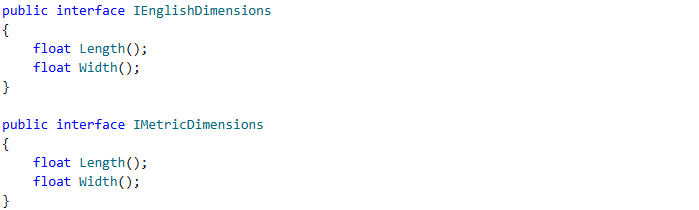 public interface IEnglishDimensions
{
    float Length();
    float Width();
}

public interface IMetricDimensions
{
    float Length();
    float Width();
}